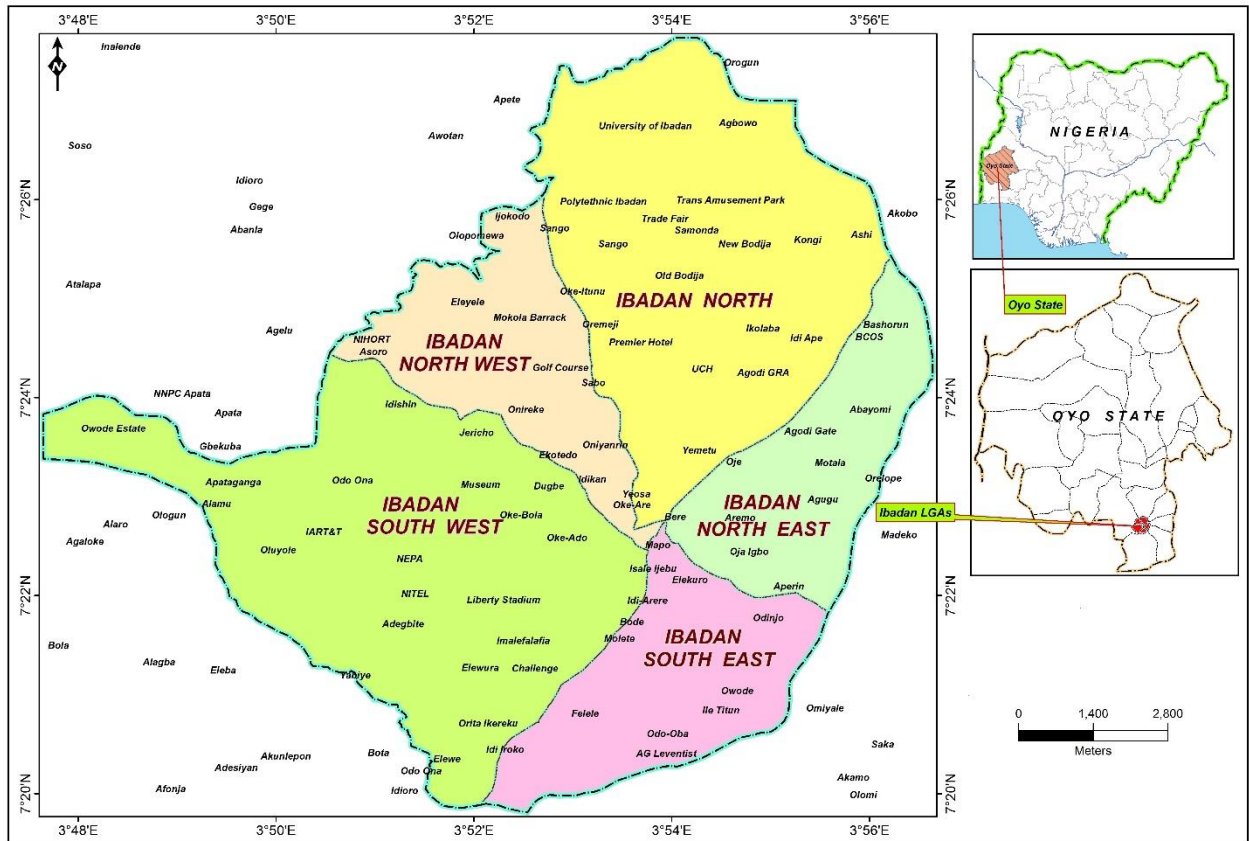 3°48'E 3°50'E 3°52'E 3°54'E 3°56'E
N
Inalende
Orogun
Apete
University of Ibadan Agbowo
Awotan
Soso
Idioro
Gege
Polytethnic Ibadan Trans Amusement Park
Ijokodo
Trade Fair
Akobo
Abanla
Olopomewa
Sango
Samonda
Sango
New Bodija
Kongi
Ashi
Old Bodija
Atalapa
Oke-Itunu
IBADAN NORTH
Eleyele
Mokola Barrack
Oremeji
Ikolaba
Bashorun
BCOS
Agelu
NIHORT
Asoro
IBADAN
NORTH WEST
Premier Hotel
Idi Ape
Golf Course
UCH
Agodi GRA
Sabo
NNPC Apata
Apata
Idishin
Onireke
Abayomi
Owode Estate
Gbekuba
Jericho
Oniyanrin
Agodi Gate
Yemetu
Ekotedo
Oje
Motala
Apataganga
Odo Ona
Museum
Dugbe
Idikan
Orelope
Alamu
IBADAN
SOUTH WEST
Yeosa
Oke-Are
IBADAN
NORTH EAST
Agugu
Ologun
Alaro
Oke-Bola
Bere
Aremo
Agaloke
IART&T
Oke-Ado
Madeko
Oluyole
NEPA
Mapo
Oja Igbo
Isale Ijebu
Elekuro
NITEL
Liberty Stadium
Idi-Arere
Aperin
Adegbite
Bode
Odinjo
Imalefalafia
Molete
IBADAN
SOUTH EAST
Bola
Alagba
Eleba
Yabiye
Elewura
Challenge
Owode
Felele
Ile Titun
Omiyale
Orita Ikereku
Odo-Oba
Akunlepon
Bota
Idi Iroko
AG Leventist
Saka
Adesiyan
Elewe
Odo Ona
Akamo
Afonja
Idioro
Olomi
3°48'E 3°50'E 3°52'E 3°54'E 3°56'E
7°26'N
7°24'N
7°22'N
7°20'N
7°26'N
7°24'N
7°22'N
7°20'N
NIGERIA
Oyo State
Oyo State
OYO STATE
Ibadan LGAs
0 1,400 2,800
Meters